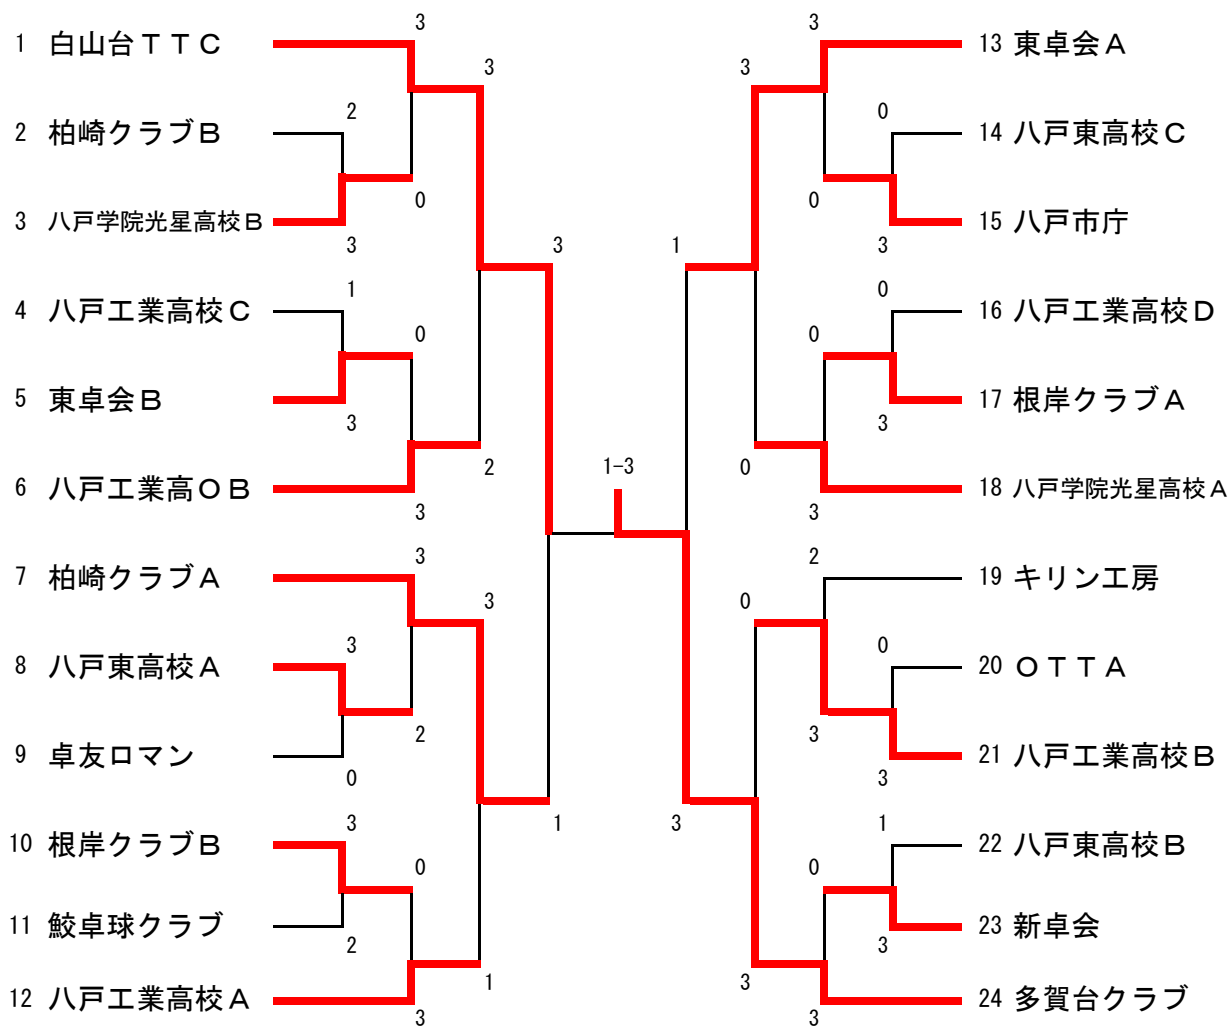 1 白山台ＴＴＣ
2 柏崎クラブＢ
3 八戸学院光星高校Ｂ
4 八戸工業高校Ｃ
5 東卓会Ｂ
6 八戸工業高ＯＢ
7 柏崎クラブＡ
8 八戸東高校Ａ
9 卓友ロマン
10 根岸クラブＢ
11 鮫卓球クラブ
12 八戸工業高校Ａ
3
2
0
3
1
0
3
3
3
3
2
0
3
0
2
3
3
2
3
1
3
1
1-3
1
3
3
0
0
3
3
0
0
3
0
0
3
0
3
2
0
3
3
1
0
3
3
13 東卓会Ａ
14 八戸東高校Ｃ
15 八戸市庁
16 八戸工業高校Ｄ
17 根岸クラブＡ
18 八戸学院光星高校Ａ
19 キリン工房
20 ＯＴＴＡ
21 八戸工業高校Ｂ
22 八戸東高校Ｂ
23 新卓会
24 多賀台クラブ